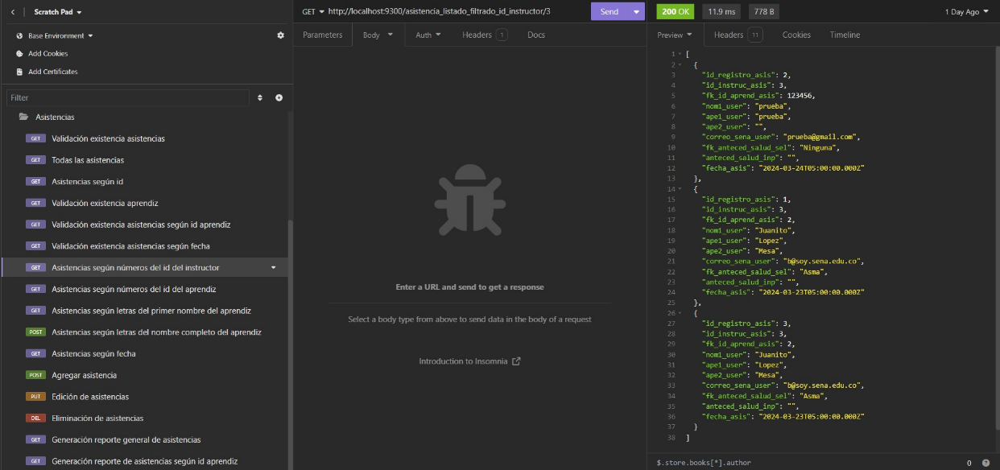 Scratch Pad
Base Environment
Add Cookies
Add Certificates
Filter
Asistencias
GET Validación existencia asistencias
GET Todas las asistencias
GET Asistencias según id
GET Validación existencia aprendiz
GET Validación existencia asistencias según id aprendiz
GET Validación existencia asistencias según fecha
GET Asistencias según números del id del instructor
GET Asistencias según números del id del aprendiz
GET Asistencias según letras del primer nombre del aprendiz
POST Asistencias según letras del nombre completo del aprendiz
GET Asistencias según fecha
POST Agregar asistencia
PUT Edición de asistencias
DEL Eliminación de asistencias
GET Generación reporte general de asistencias
GET Generación reporte de asistencias según id aprendiz
GET http://localhost:9300/asistencia_listado_filtrado_id_instructor/3 Send
Parameters Body Auth Headers 1 Docs
Enter a URL and send to get a response
Select a body type from above to send data in the body of a request
Introduction to Insomnia
200 OK 11.9 ms 778 B 1 Day Ago
Preview Headers 11 Cookies Timeline
1 [
2 {
3 "id_registro_asis": 2,
4 "id_instruc_asis": 3,
5 "fk_id_aprend_asis": 123456,
6 "nom1_user": "prueba",
7 "ape1_user": "prueba",
8 "ape2_user": "",
9 "correo_sena_user": "prueba@gmail.com",
10 "fk_anteced_salud_sel": "Ninguna",
11 "anteced_salud_inp": "",
12 "fecha_asis": "2024-03-24T05:00:00.000Z"
13 },
14 {
15 "id_registro_asis": 1,
16 "id_instruc_asis": 3,
17 "fk_id_aprend_asis": 2,
18 "nom1_user": "Juanito",
19 "ape1_user": "Lopez",
20 "ape2_user": "Mesa",
21 "correo_sena_user": "b@soy.sena.edu.co",
22 "fk_anteced_salud_sel": "Asma",
23 "anteced_salud_inp": "",
24 "fecha_asis": "2024-03-23T05:00:00.000Z"
25 },
26 {
27 "id_registro_asis": 3,
28 "id_instruc_asis": 3,
29 "fk_id_aprend_asis": 2,
30 "nom1_user": "Juanito",
31 "ape1_user": "Lopez",
32 "ape2_user": "Mesa",
33 "correo_sena_user": "b@soy.sena.edu.co",
34 "fk_anteced_salud_sel": "Asma",
35 "anteced_salud_inp": "",
36 "fecha_asis": "2024-03-23T05:00:00.000Z"
37 }
38 ]
$.store.books[*].author 0 ?